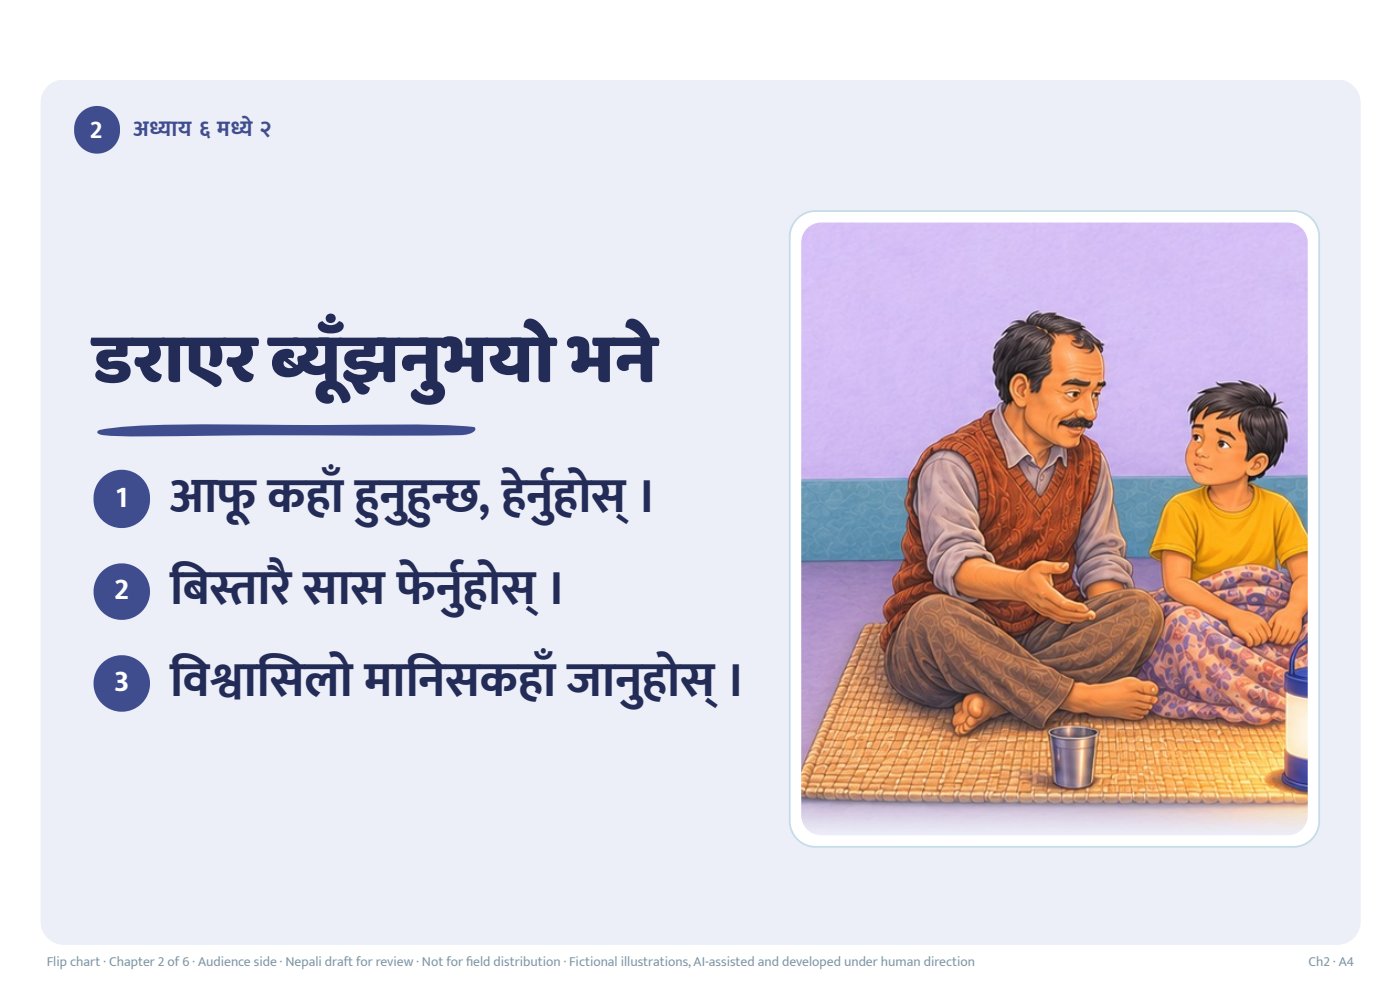 2 अध्याय ६ मध्ये २
डराएर ब्यूँझनुभयो भने
1 आफू कहाँ हुनुहुन्छ, हेर्नुहोस् ।
2 बिस्तारै सास फेर्नुहोस् ।
3 विश्वासिलो मानिसकहाँ जानुहोस् ।
Flip chart · Chapter 2 of 6 · Audience side · Nepali draft for review · Not for field distribution · Fictional illustrations, AI-assisted and developed under human direction
Ch2 · A4